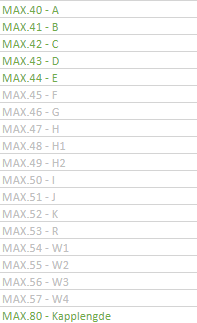 MAX.40 - A
MAX.41 - B
MAX.42 - C
MAX.43 - D
MAX.44 - E
MAX.45 - F
MAX.46 - G
MAX.47 - H
MAX.48 - H1
MAX.49 - H2
MAX.50 - I
MAX.51 - J
MAX.52 - K
MAX.53 - R
MAX.54 - W1
MAX.55 - W2
MAX.56 - W3
MAX.57 - W4
MAX.80 - Kapplengde